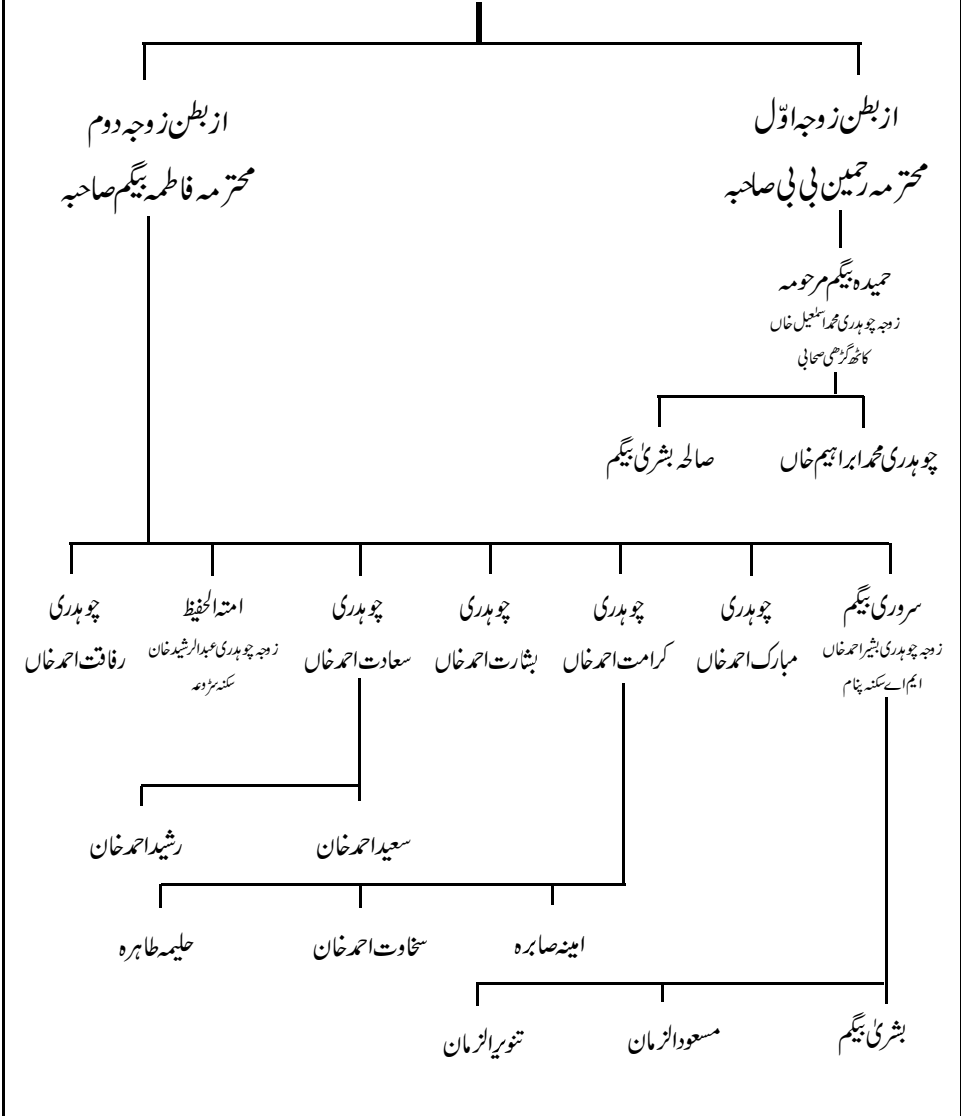 از بطن زوجہ اوّل
محترمہ رحیمن بی بی صاحبہ
حمیدہ بیگم مرحومہ
زوجہ چوہدری محمد اسمٰعیل خاں
کاٹھ گڑھی صحابی
چوہدری محمد ابراہیم خاں
صالحہ بشریٰ بیگم
از بطن زوجہ دوم
محترمہ فاطمہ بیگم صاحبہ
سروری بیگم
زوجہ چوہدری بشیر احمد خاں
ایم اے سکنہ پنام
چوہدری
مبارک احمد خاں
چوہدری
کرامت احمد خاں
چوہدری
بشارت احمد خاں
چوہدری
سعادت احمد خاں
امتہ الحفیظ
زوجہ چوہدری عبدالرشید خان
سکنہ سڑوعہ
چوہدری
رفاقت احمد خاں
سعید احمد خان
رشید احمد خان
امینہ صابرہ
سخاوت احمد خان
حلیمہ طاہرہ
بشریٰ بیگم
مسعود الزمان
تنویر الزمان